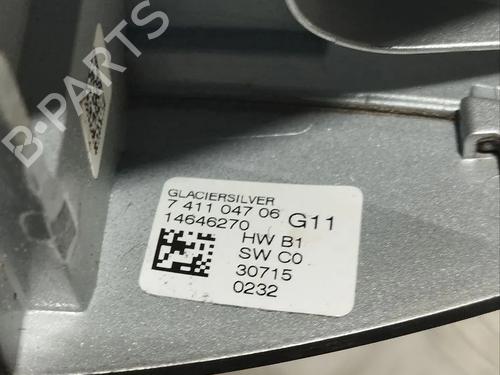 B-PARTS
GLACIERSILVER
7 411 047 06 G11
14646270
HW B1
SW C0
30715
0232